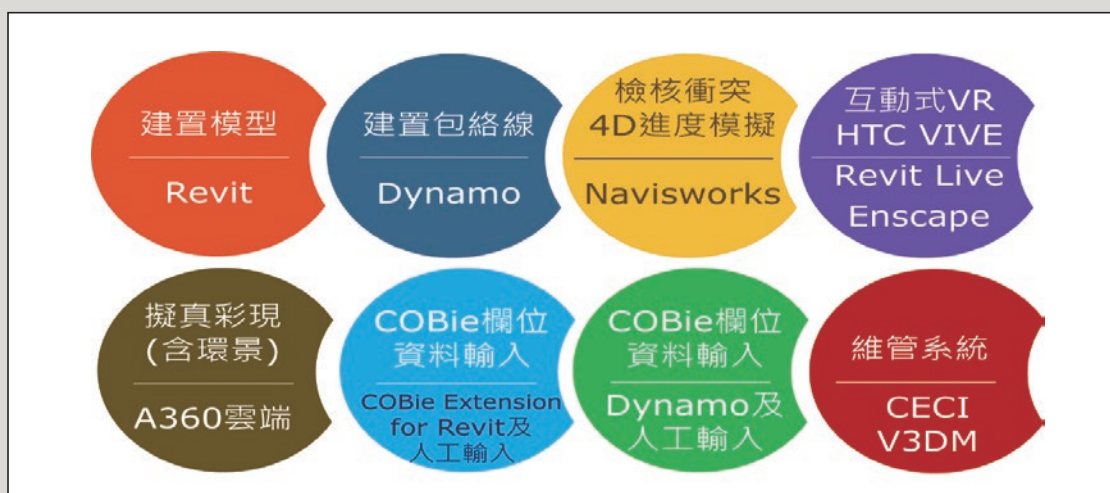 建置模型
Revit
建置包絡線
Dynamo
檢核衝突
4D進度模擬
Navisworks
互動式VR
HTC VIVE
Revit Live
Enscape
擬真彩現
(含環景)
A360雲端
COBie欄位
資料輸入
COBie Extension
for Revit及
人工輸入
COBie欄位
資料輸入
Dynamo及
人工輸入
維管系統
CECI
V3DM